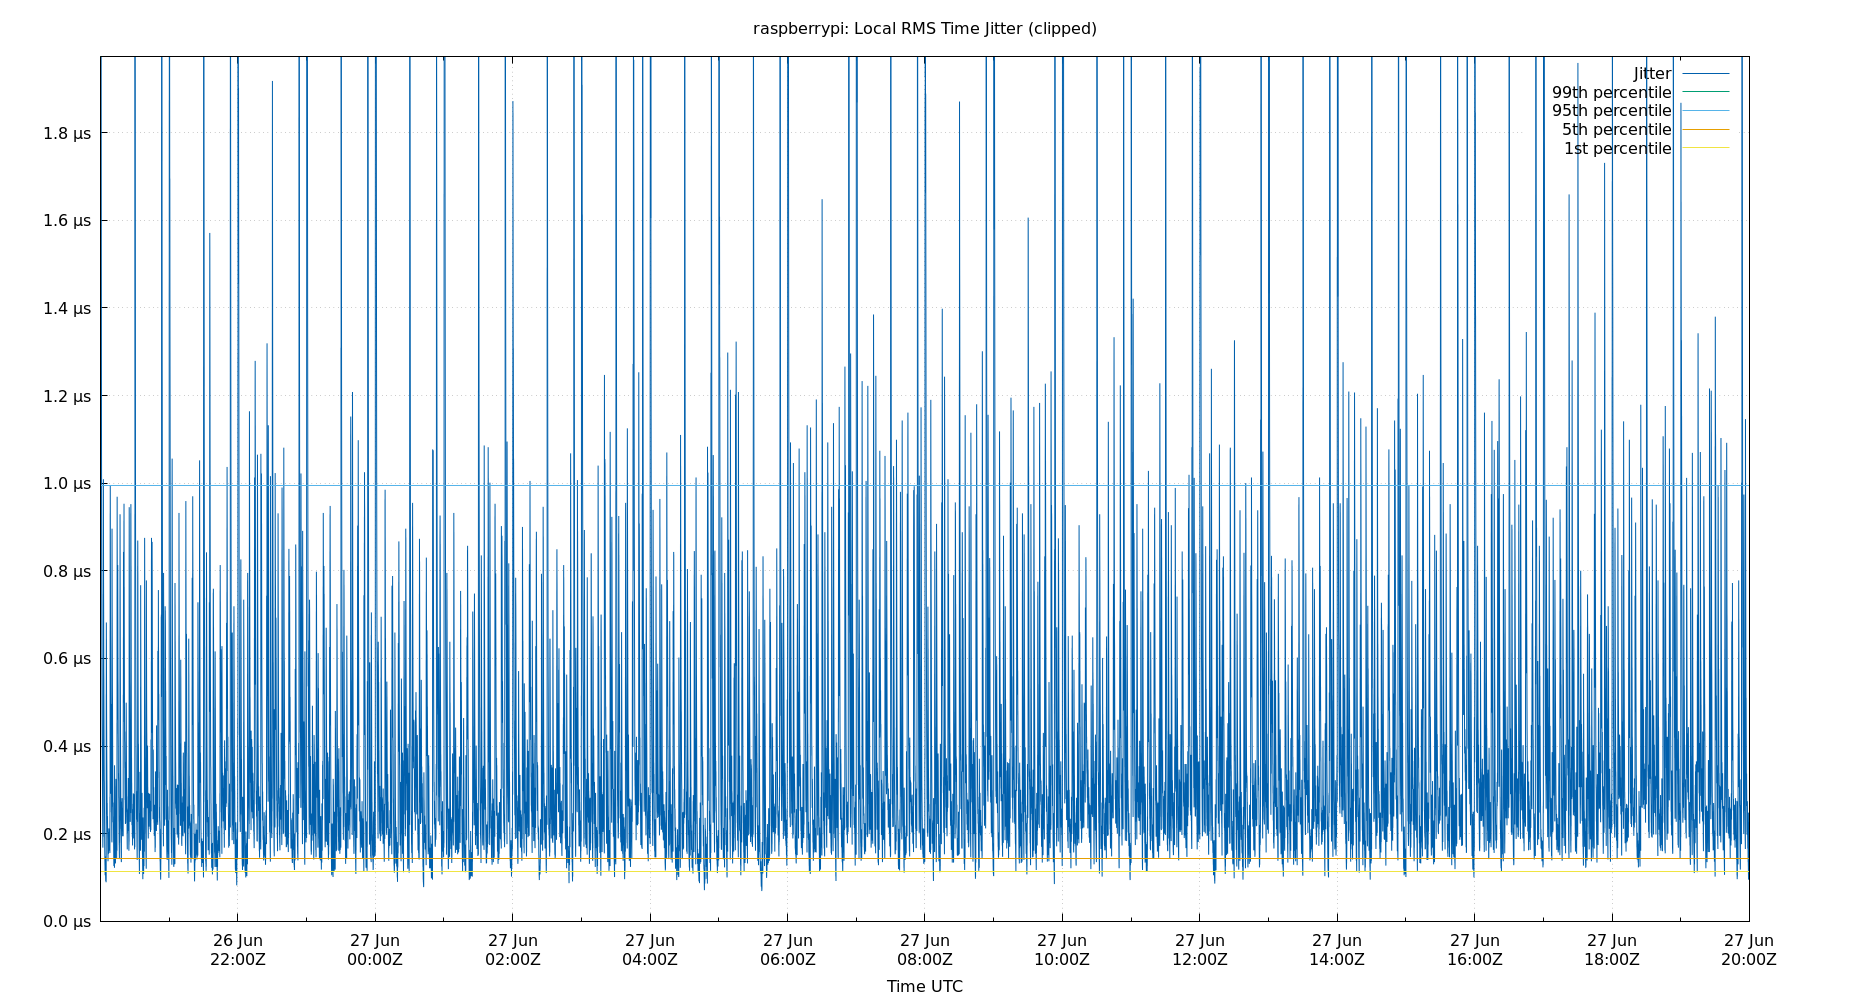 raspberrypi: Local RMS Time Jitter (clipped)
Jitter
99th percentile
95th percentile
5th percentile
1st percentile
1.8 µs
1.6 µs
1.4 µs
1.2 µs
1.0 µs
0.8 µs
0.6 µs
0.4 µs
0.2 µs
0.0 µs
26 Jun 27 Jun 27 Jun 27 Jun 27 Jun 27 Jun 27 Jun 27 Jun 27 Jun 27 Jun 27 Jun 27 Jun
22:00Z 00:00Z 02:00Z 04:00Z 06:00Z 08:00Z 10:00Z 12:00Z 14:00Z 16:00Z 18:00Z 20:00Z
Time UTC